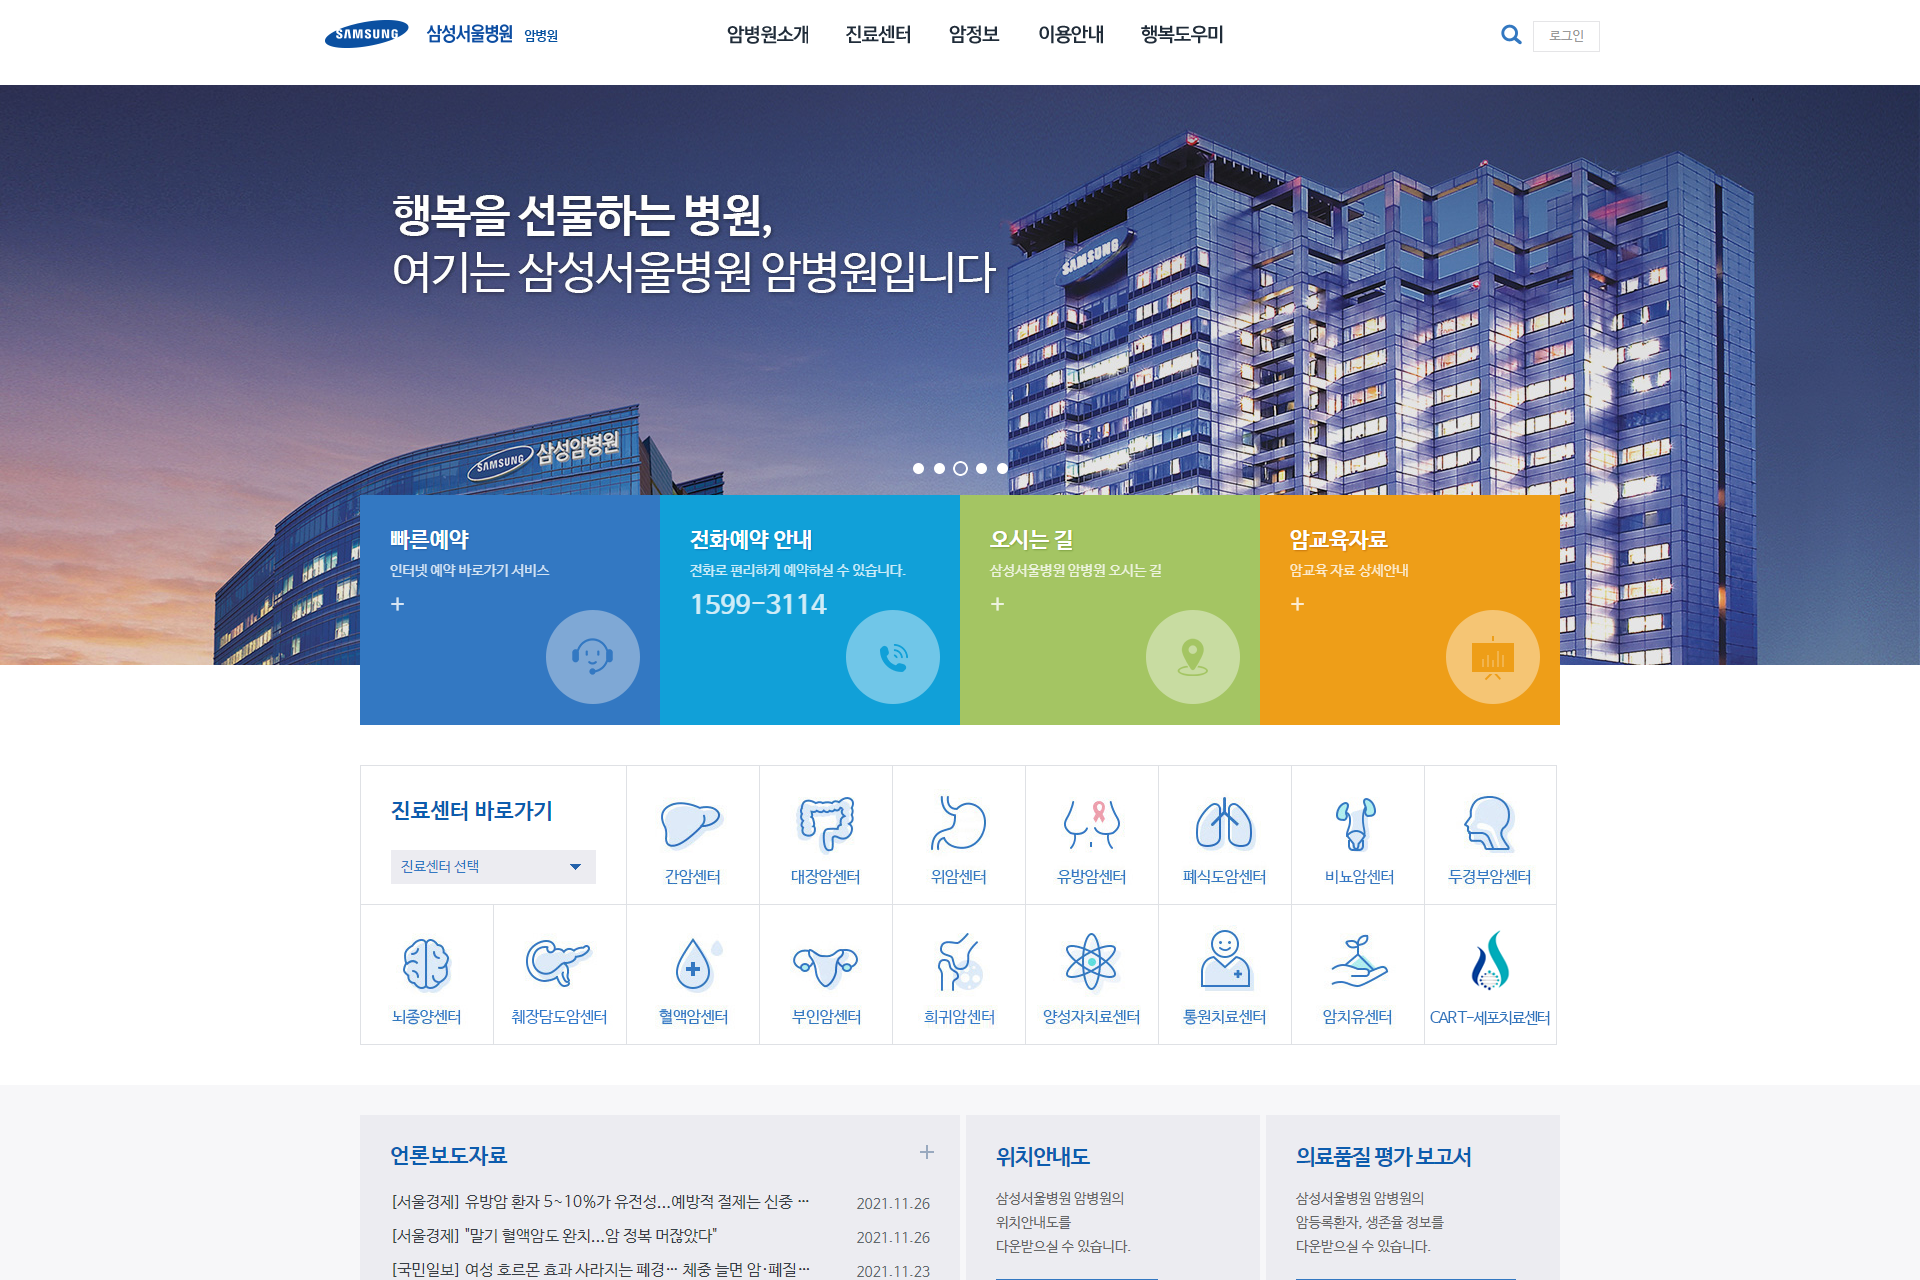 SAMSUNG 삼성서울병원 암병원
암병원소개 진료센터 암정보 이용안내 행복도우미
로그인
행복을 선물하는 병원,
여기는 삼성서울병원 암병원입니다
SAMSUNG
SAMSUNG 삼성암병원
빠른예약
인터넷 예약 바로가기 서비스
전화예약 안내
전화로 편리하게 예약하실 수 있습니다.
1599-3114
오시는 길
삼성서울병원 암병원 오시는 길
암교육자료
암교육 자료 상세안내
진료센터 바로가기
진료센터 선택
간암센터
대장암센터
위암센터
유방암센터
폐식도암센터
비뇨암센터
두경부암센터
뇌종양센터
췌장담도암센터
혈액암센터
부인암센터
희귀암센터
양성자치료센터
통원치료센터
암치유센터
CART-세포치료센터
언론보도자료
[서울경제] 유방암 환자 5~10%가 유전성...예방적 절제는 신중 … 2021.11.26
[서울경제] "말기 혈액암도 완치...암 정복 머잖았다" 2021.11.26
[국민일보] 여성 호르몬 효과 사라지는 폐경… 체중 늘면 암·폐질… 2021.11.23
위치안내도
삼성서울병원 암병원의
위치안내도를
다운받으실 수 있습니다.
의료품질 평가 보고서
삼성서울병원 암병원의
암등록환자, 생존율 정보를
다운받으실 수 있습니다.